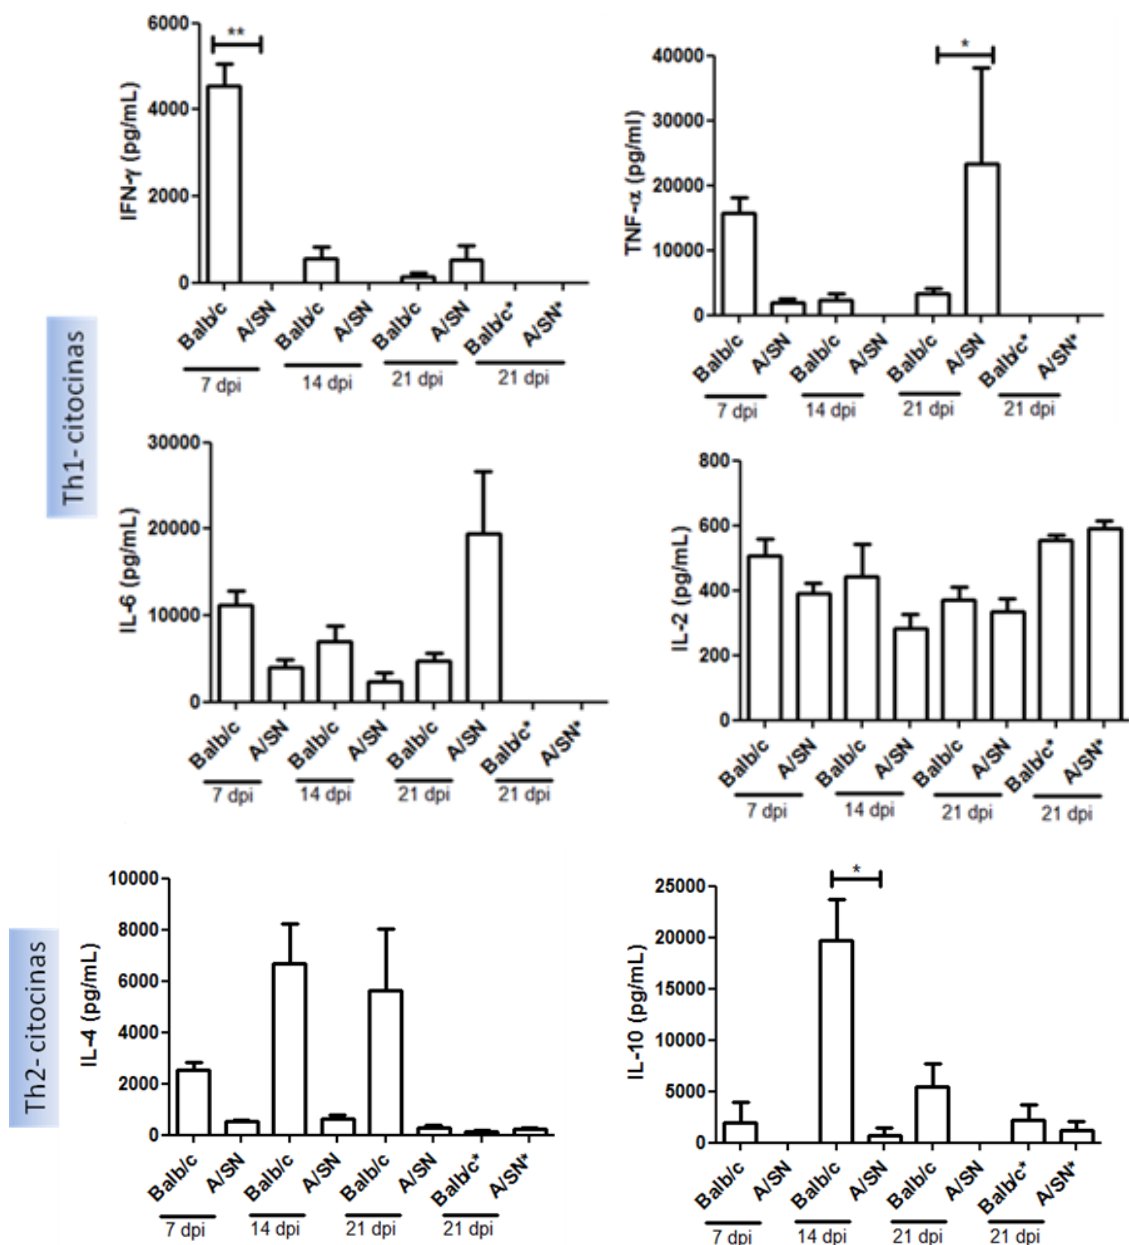 Th1- citocinas
6000
4000
2000
0
IFN-γ (pg/mL)
**
Balb/c A/SN Balb/c A/SN Balb/c A/SN Balb/c* A/SN*
7 dpi 14 dpi 21 dpi 21 dpi
40000
30000
20000
10000
0
TNF-α (pg/ml)
*
Balb/c A/SN Balb/c A/SN Balb/c A/SN Balb/c* A/SN*
7 dpi 14 dpi 21 dpi 21 dpi
30000
20000
10000
0
IL-6 (pg/mL)
Balb/c A/SN Balb/c A/SN Balb/c A/SN Balb/c* A/SN*
7 dpi 14 dpi 21 dpi 21 dpi
800
600
400
200
0
IL-2 (pg/mL)
Balb/c A/SN Balb/c A/SN Balb/c A/SN Balb/c* A/SN*
7 dpi 14 dpi 21 dpi 21 dpi
Th2- citocinas
10000
8000
6000
4000
2000
0
IL-4 (pg/mL)
Balb/c A/SN Balb/c A/SN Balb/c A/SN Balb/c* A/SN*
7 dpi 14 dpi 21 dpi 21 dpi
25000
20000
15000
10000
5000
0
IL-10 (pg/mL)
*
Balb/c A/SN Balb/c A/SN Balb/c A/SN Balb/c* A/SN*
7 dpi 14 dpi 21 dpi 21 dpi